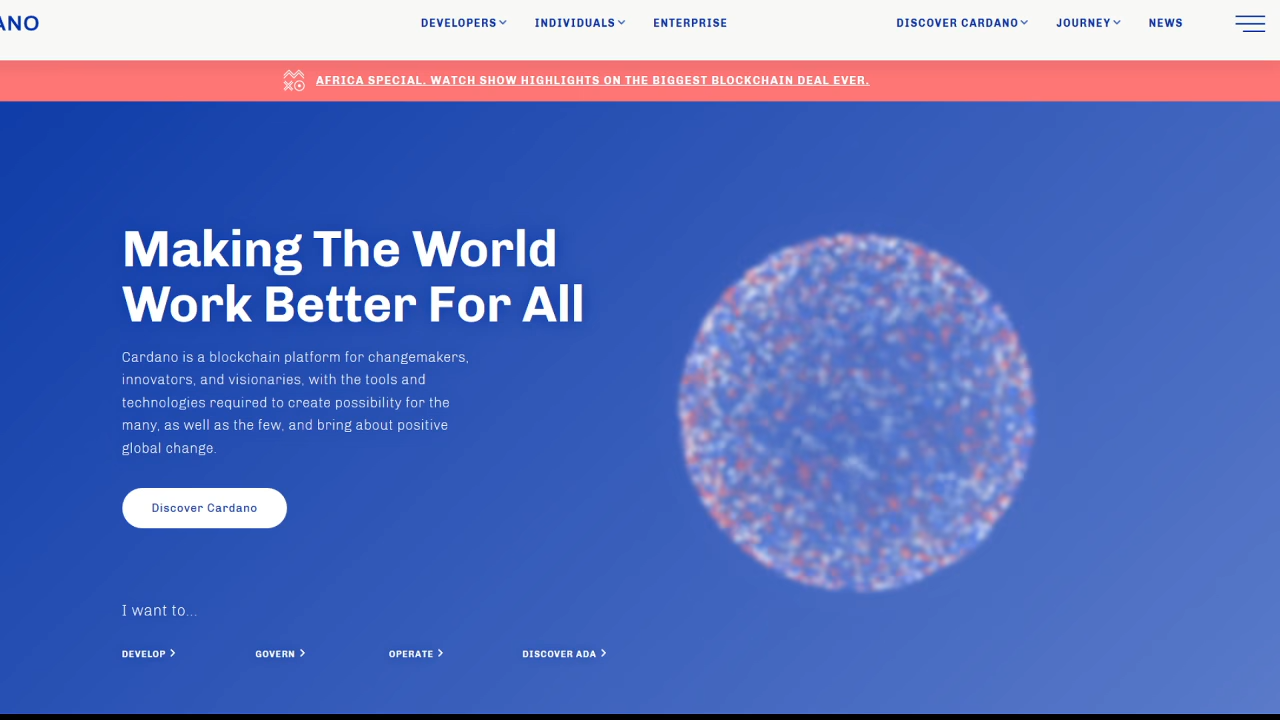 ANO
DEVELOPERS INDIVIDUALS ENTERPRISE DISCOVER CARDANO JOURNEY NEWS
AFRICA SPECIAL. WATCH SHOW HIGHLIGHTS ON THE BIGGEST BLOCKCHAIN DEAL EVER.
Making The World
Work Better For All
Cardano is a blockchain platform for changemakers,
innovators, and visionaries, with the tools and
technologies required to create possibility for the
many, as well as the few, and bring about positive
global change.
Discover Cardano
I want to...
DEVELOP GOVERN OPERATE DISCOVER ADA